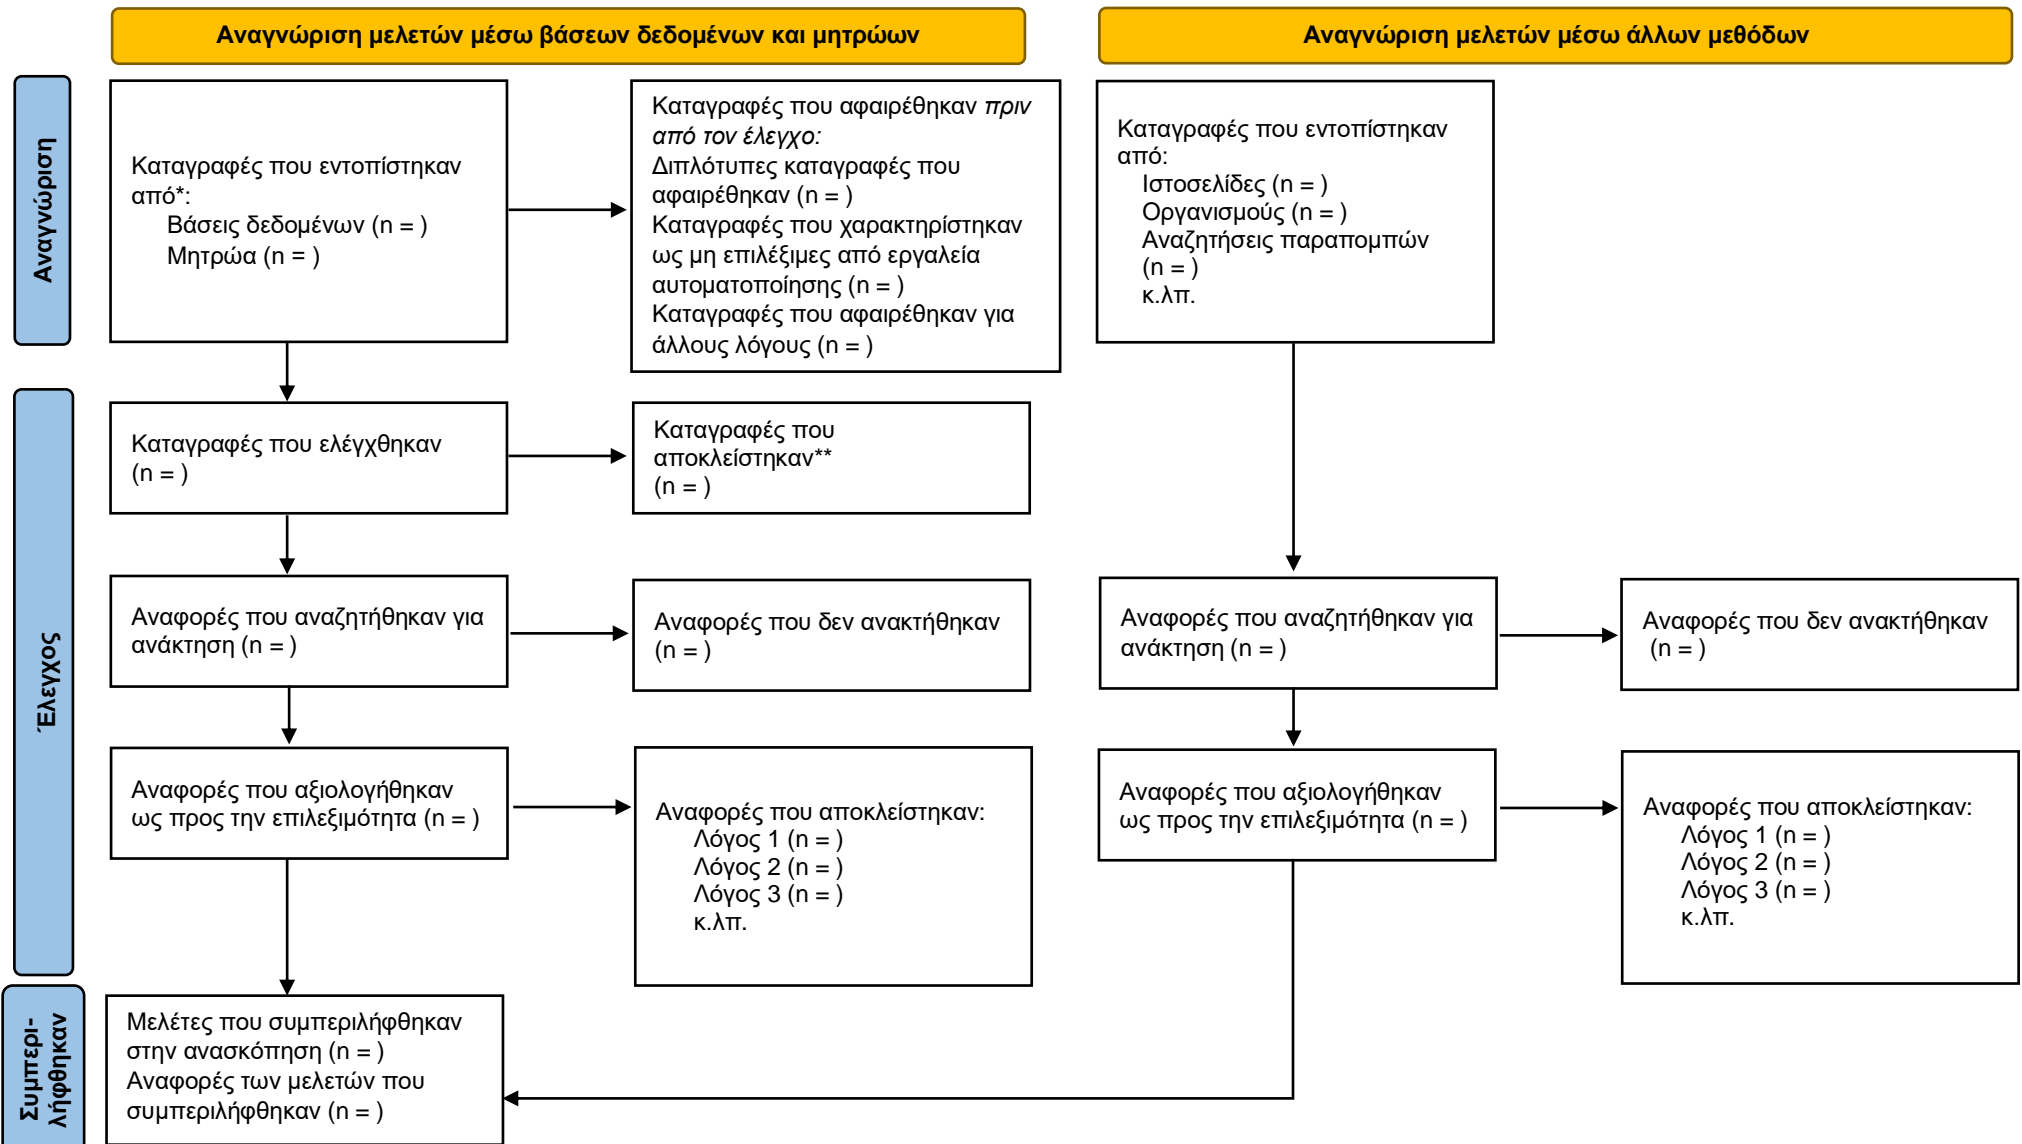 Αναγνώριση μελετών μέσω βάσεων δεδομένων και μητρώων
Αναγνώριση μελετών μέσω άλλων μεθόδων
Αναγνώριση
Καταγραφές που εντοπίστηκαν
από*:
Βάσεις δεδομένων (n = )
Μητρώα (n = )
Καταγραφές που αφαιρέθηκαν πριν
από τον έλεγχο:
Διπλότυπες καταγραφές που
αφαιρέθηκαν (n = )
Καταγραφές που χαρακτηρίστηκαν
ως μη επιλέξιμες από εργαλεία
αυτοματοποίησης (n = )
Καταγραφές που αφαιρέθηκαν για
άλλους λόγους (n = )
Καταγραφές που εντοπίστηκαν
από:
Ιστοσελίδες (n = )
Οργανισμούς (n = )
Αναζητήσεις παραπομπών
(n = )
κ.λπ.
Έλεγχος
Καταγραφές που ελέγχθηκαν
(n = )
Καταγραφές που
αποκλείστηκαν**
(n = )
Αναφορές που αναζητήθηκαν για
ανάκτηση (n = )
Αναφορές που δεν ανακτήθηκαν
(n = )
Αναφορές που αναζητήθηκαν για
ανάκτηση (n = )
Αναφορές που δεν ανακτήθηκαν
(n = )
Αναφορές που αξιολογήθηκαν
ως προς την επιλεξιμότητα (n = )
Αναφορές που αποκλείστηκαν:
Λόγος 1 (n = )
Λόγος 2 (n = )
Λόγος 3 (n = )
κ.λπ.
Αναφορές που αξιολογήθηκαν
ως προς την επιλεξιμότητα (n = )
Αναφορές που αποκλείστηκαν:
Λόγος 1 (n = )
Λόγος 2 (n = )
Λόγος 3 (n = )
κ.λπ.
Συμπερι-
λήφθηκαν
Μελέτες που συμπεριλήφθηκαν
στην ανασκόπηση (n = )
Αναφορές των μελετών που
συμπεριλήφθηκαν (n = )